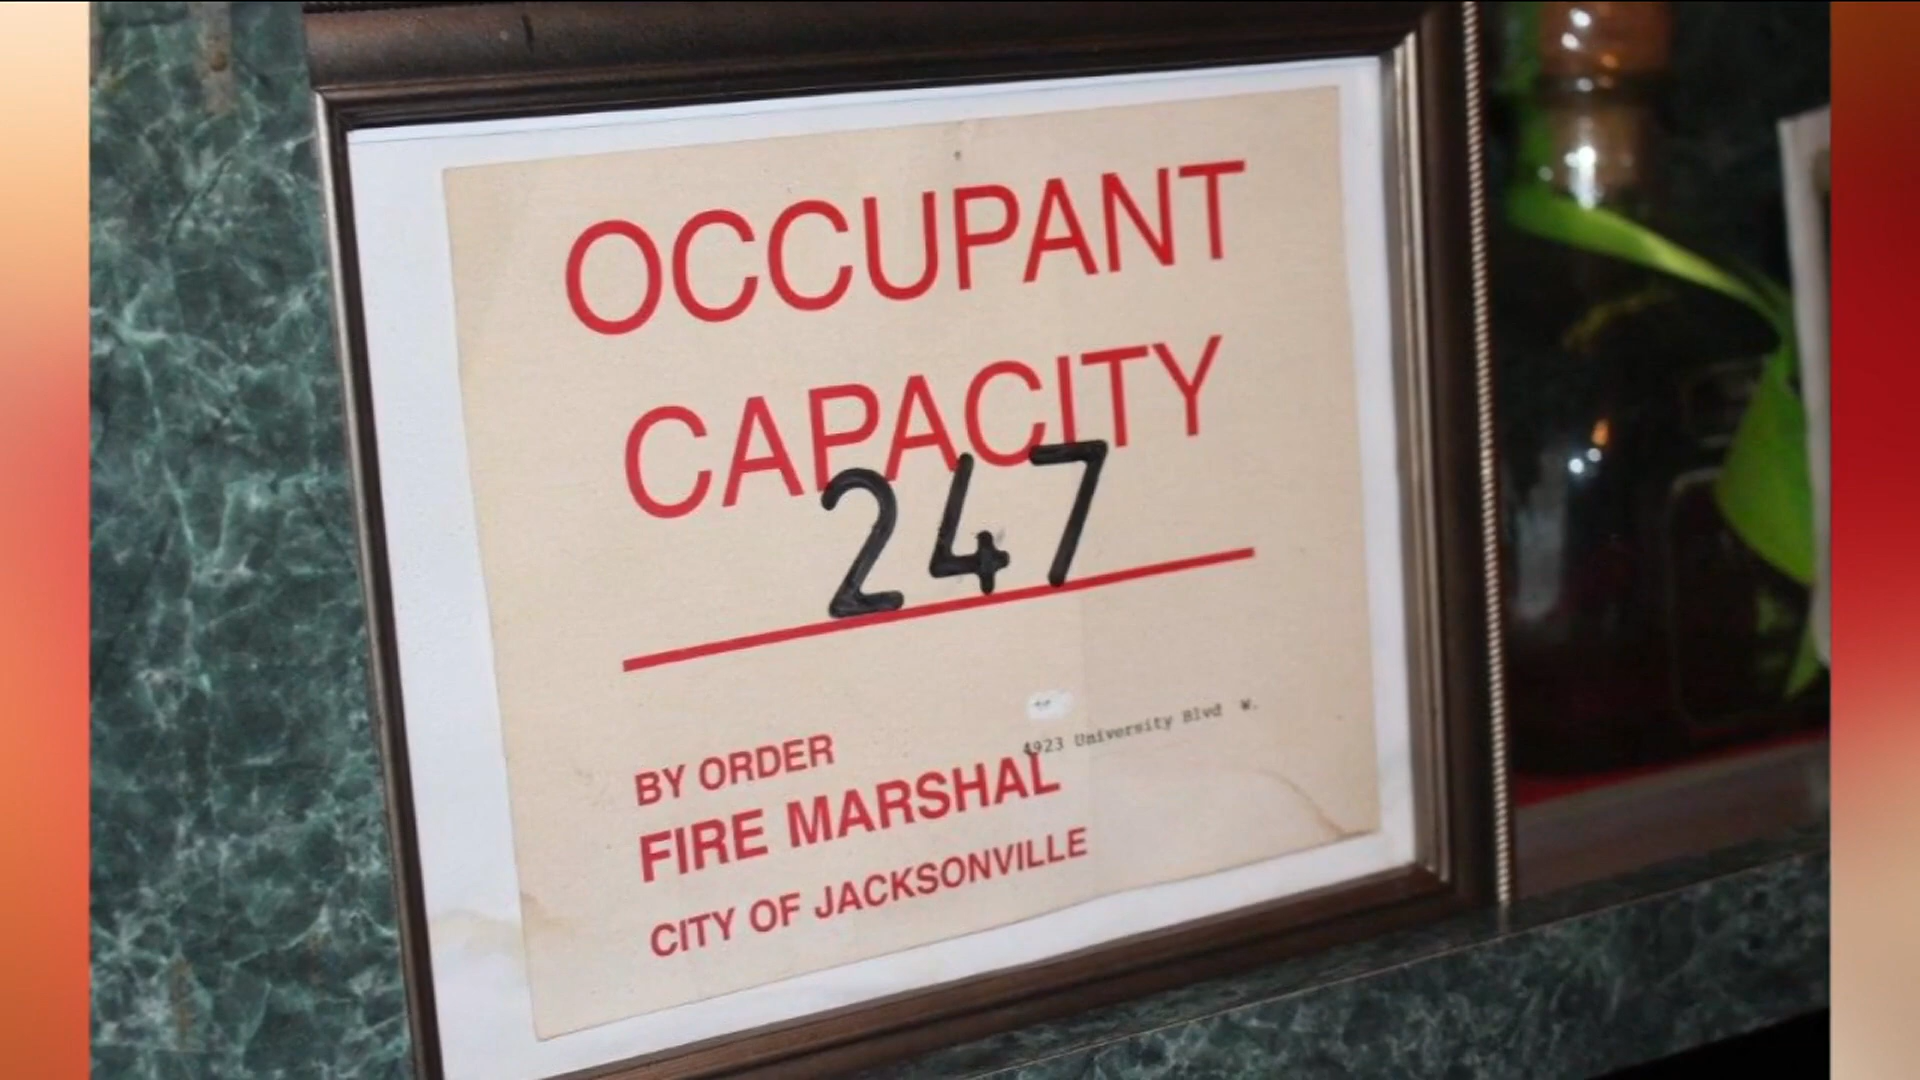 OCCUPANT
CAPACITY
247
4923 University Blvd W.
BY ORDER
FIRE MARSHAL
CITY OF JACKSONVILLE